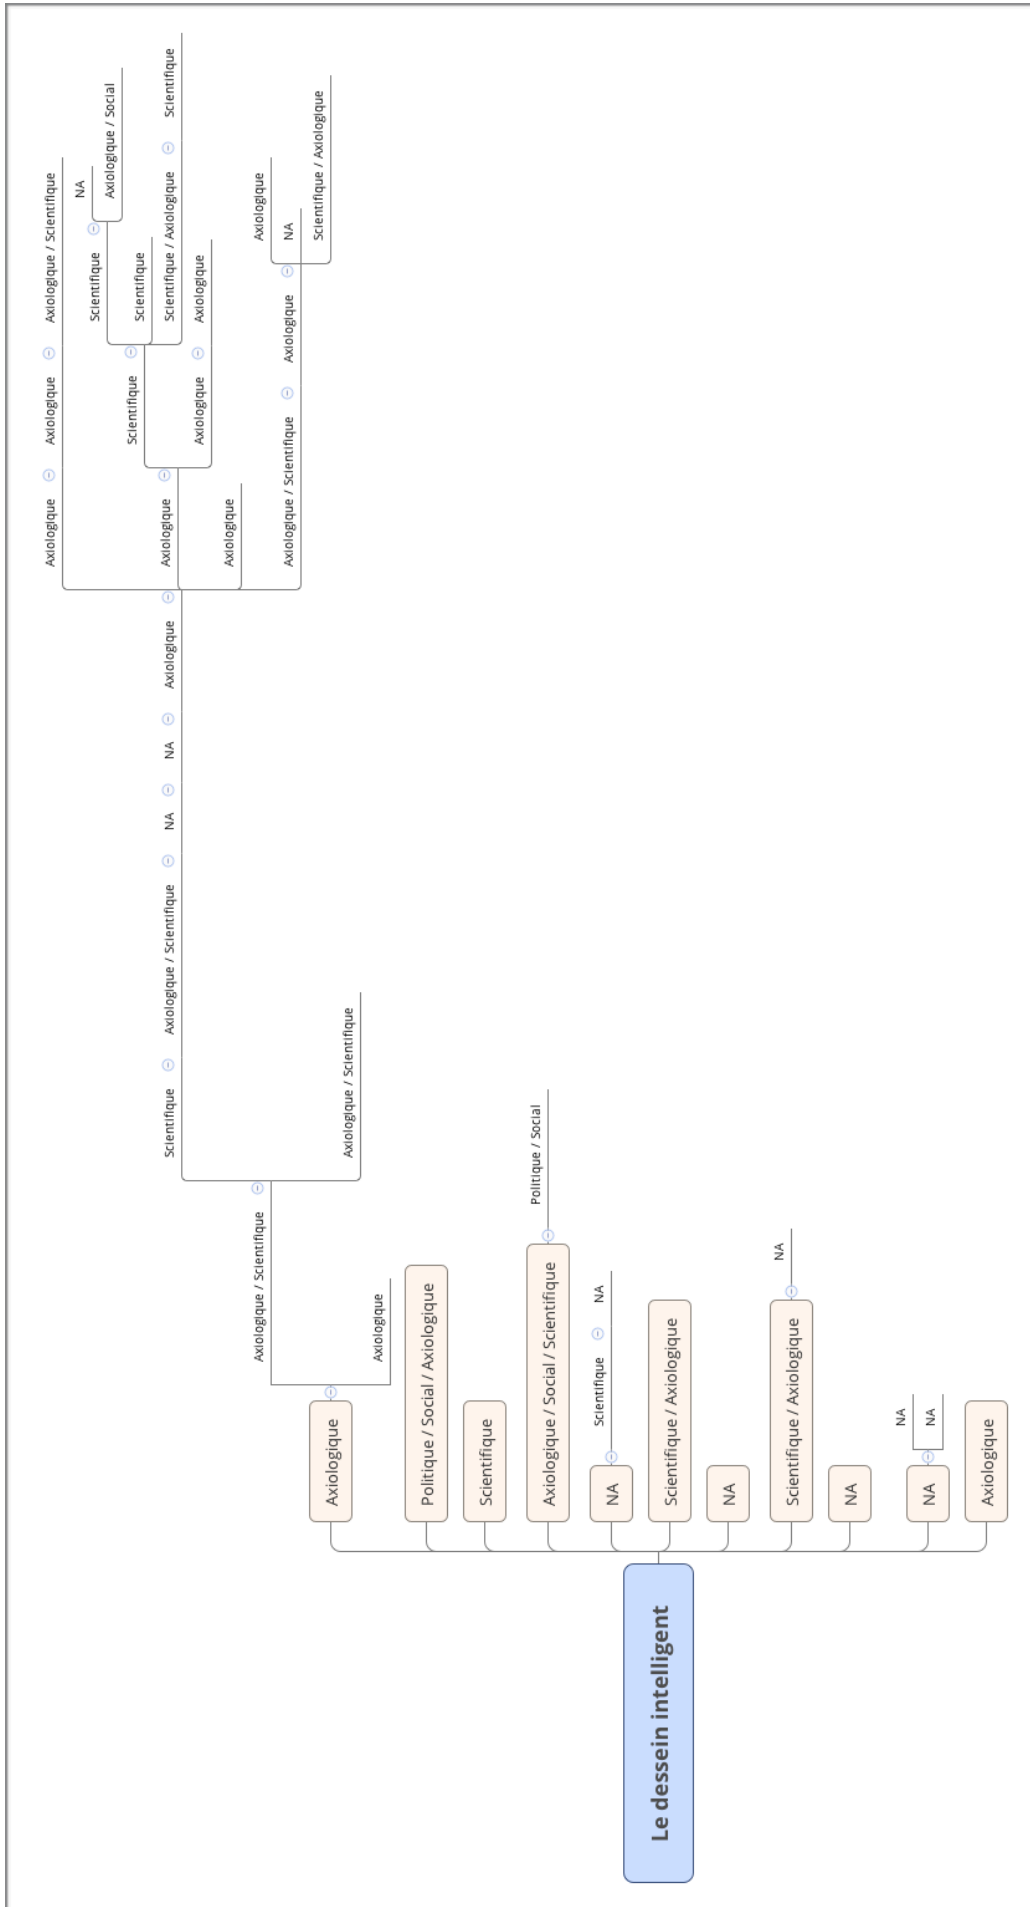 Le dessein intelligent
Axiologique
Axiologique / Scientifique
Scientifique
Axiologique / Scientifique
NA
NA
Axiologique
Axiologique
Axiologique
Axiologique / Scientifique
Axiologique
Scientifique
Scientifique
NA
Axiologique / Social
Scientifique
Scientifique / Axiologique
Scientifique
Axiologique
Axiologique
Axiologique
Axiologique / Scientifique
Axiologique
Axiologique
NA
Scientifique / Axiologique
Axiologique / Scientifique
Axiologique
Politique / Social / Axiologique
Scientifique
Axiologique / Social / Scientifique
Politique / Social
NA
Scientifique
NA
Scientifique / Axiologique
NA
Scientifique / Axiologique
NA
NA
NA
NA
NA
Axiologique